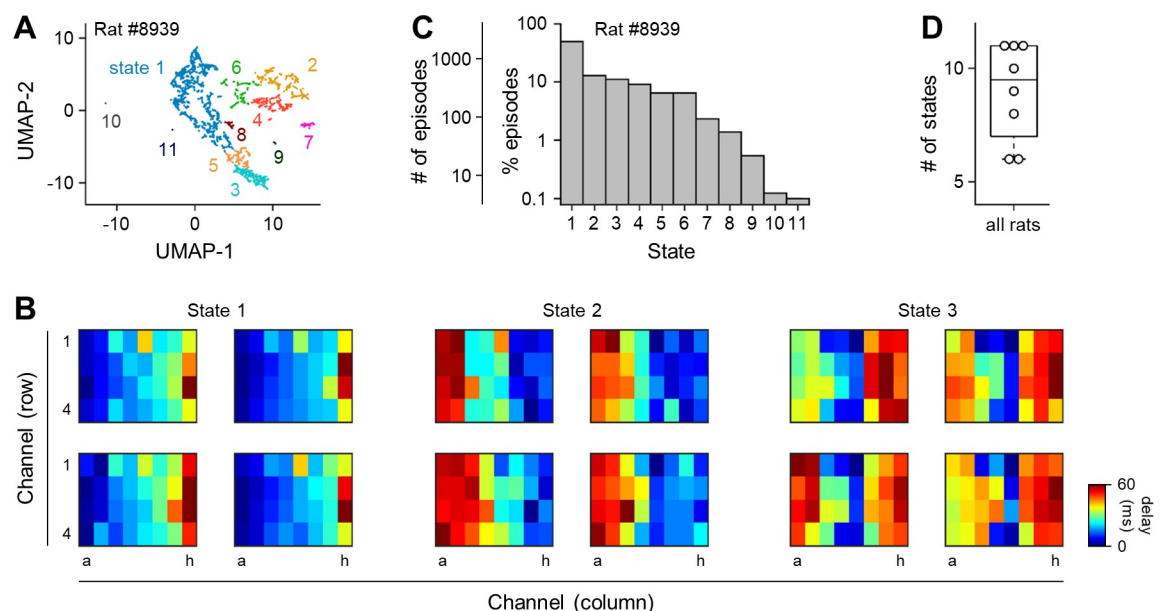 A
Rat #8939
UMAP-2
10
0
-10
state 1
6
2
4
10
8
7
11
5
9
3
-10
0
10
UMAP-1
C
Rat #8939
# of episodes
1000
100
10
% episodes
100
10
1
0.1
1 2 3 4 5 6 7 8 9 10 11
State
D
# of states
10
5
all rats
B
State 1
State 2
State 3
Channel (row)
1
4
1
4
a h a h a h
60
0
delay
(ms)
Channel (column)